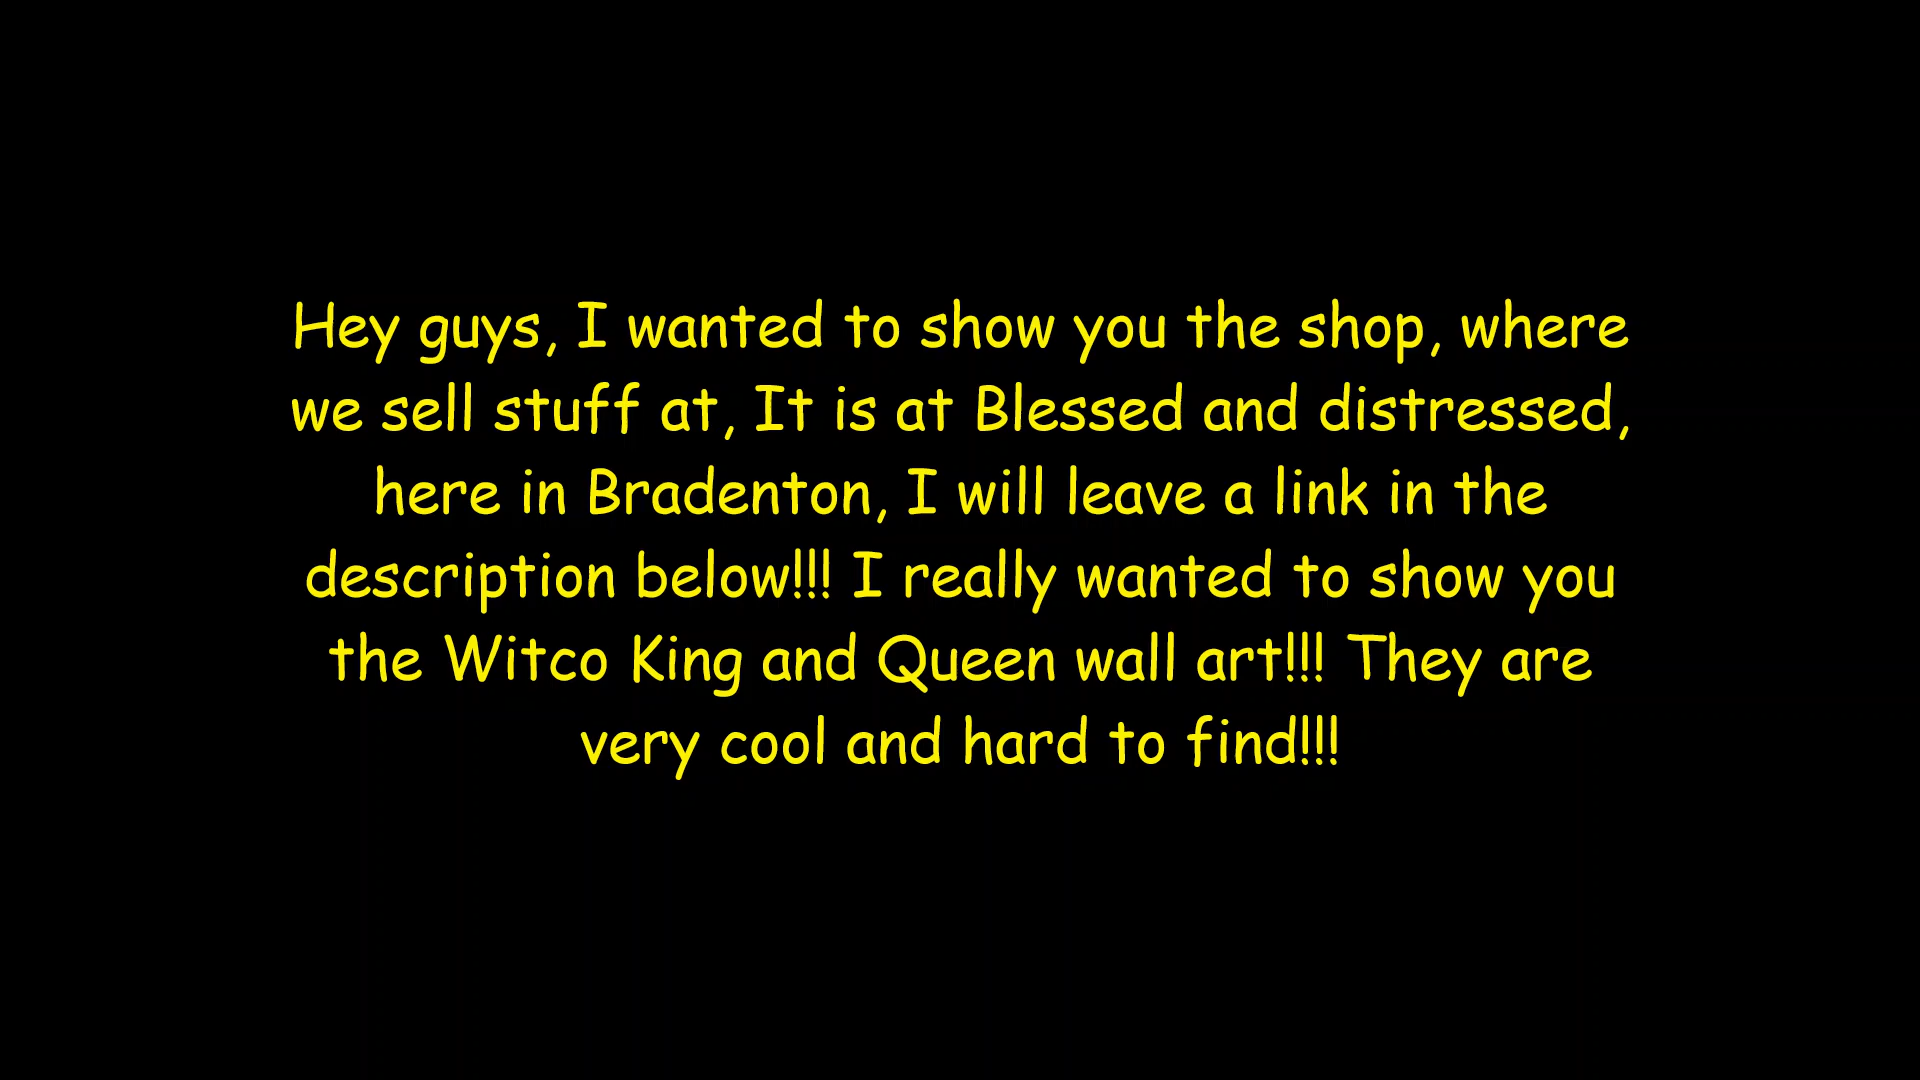 Hey guys, I wanted to show you the shop, where
we sell stuff at, It is at Blessed and distressed,
here in Bradenton, I will leave a link in the
description below!!! I really wanted to show you
the Witco King and Queen wall art!!! They are
very cool and hard to find!!!